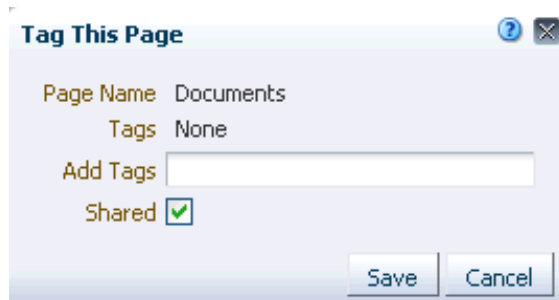 Tag This Page
Page Name Documents
Tags None
Add Tags
Shared
Save Cancel